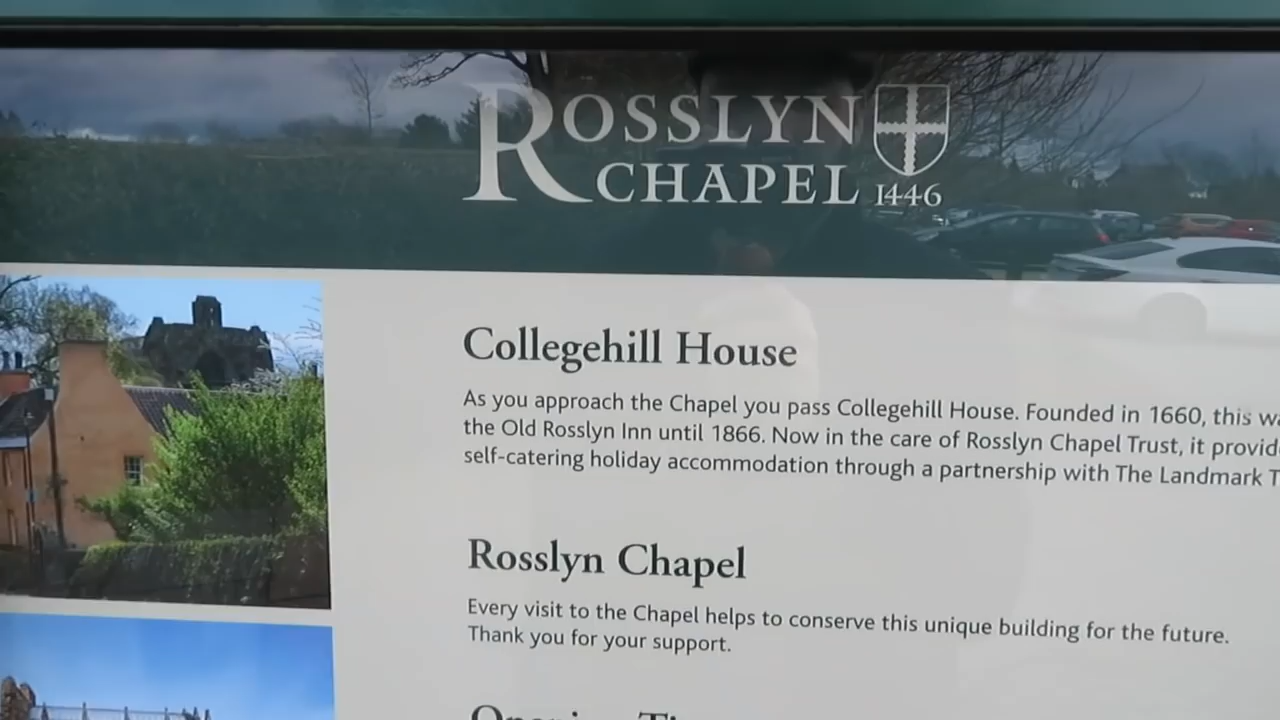 ROSSLYN
CHAPEL 1446
Collegehill House
As you approach the Chapel you pass Collegehill House. Founded in 1660, this
the Old Rosslyn Inn until 1866. Now in the care of Rosslyn Chapel Trust, it
self-catering holiday accommodation through a partnership with The Landmark
Rosslyn Chapel
Every visit to the Chapel helps to conserve this unique building for the future.
Thank you for your support.